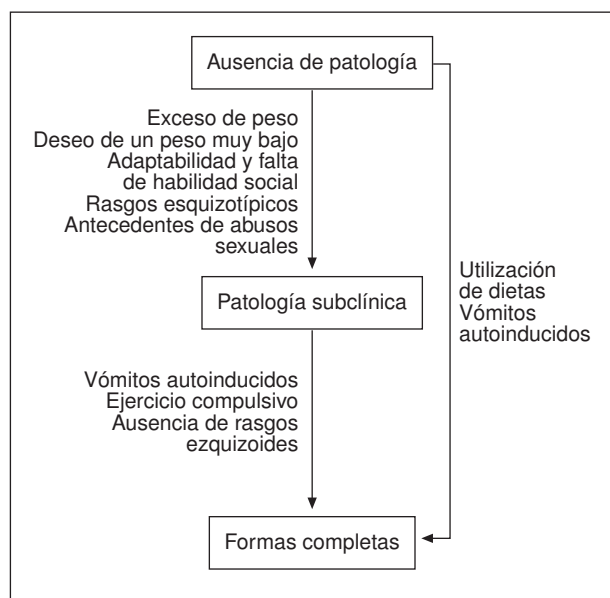 Ausencia de patología
Exceso de peso
Deseo de un peso muy bajo
Adaptabilidad y falta
de habilidad social
Rasgos esquizotípicos
Antecedentes de abusos
sexuales
Utilización
de dietas
Vómitos
autoinducidos
Patología subclínica
Vómitos autoinducidos
Ejercicio compulsivo
Ausencia de rasgos
ezquizoides
Formas completas